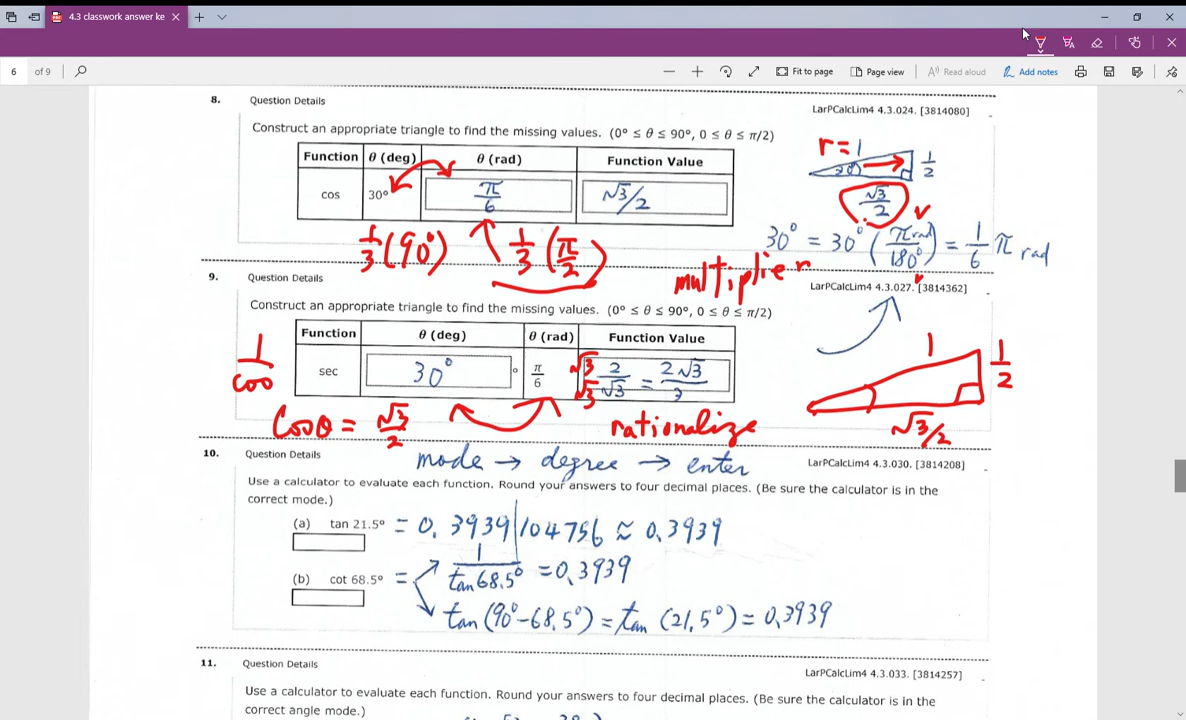 4.3 classwork answer ke
6 of 9
Fit to page
Page view
Read aloud
Add notes
8. Question Details
LarPCalcLim4 4.3.024. [3814080]
Construct an appropriate triangle to find the missing values. (0° ≤ θ ≤ 90°, 0 ≤ θ ≤ π/2)
r=1
Function θ (deg) θ (rad) Function Value
1/2
cos 30° π/6 √3/2
√3/2
30° = 30° (π rad/180°) = 1/6 π rad
1/3 (90°) 1/3 (π/2)
multiplier
9. Question Details
LarPCalcLim4 4.3.027. [3814362]
Construct an appropriate triangle to find the missing values. (0° ≤ θ ≤ 90°, 0 ≤ θ ≤ π/2)
Function θ (deg) θ (rad) Function Value
1/cos
sec 30° ° π/6 √3/√3 2/√3 = 2√3/3
1 1/2
√3/2
cos θ = √3/2
rationalize
10. Question Details
mode → degree → enter
LarPCalcLim4 4.3.030. [3814208]
Use a calculator to evaluate each function. Round your answers to four decimal places. (Be sure the calculator is in the
correct mode.)
(a) tan 21.5° = 0.3939|104756 ≈ 0.3939
(b) cot 68.5° = 1/tan 68.5° = 0.3939
tan (90°-68.5°) = tan (21.5°) = 0.3939
11. Question Details
LarPCalcLim4 4.3.033. [3814257]
Use a calculator to evaluate each function. Round your answers to four decimal places. (Be sure the calculator is in the
correct angle mode.)